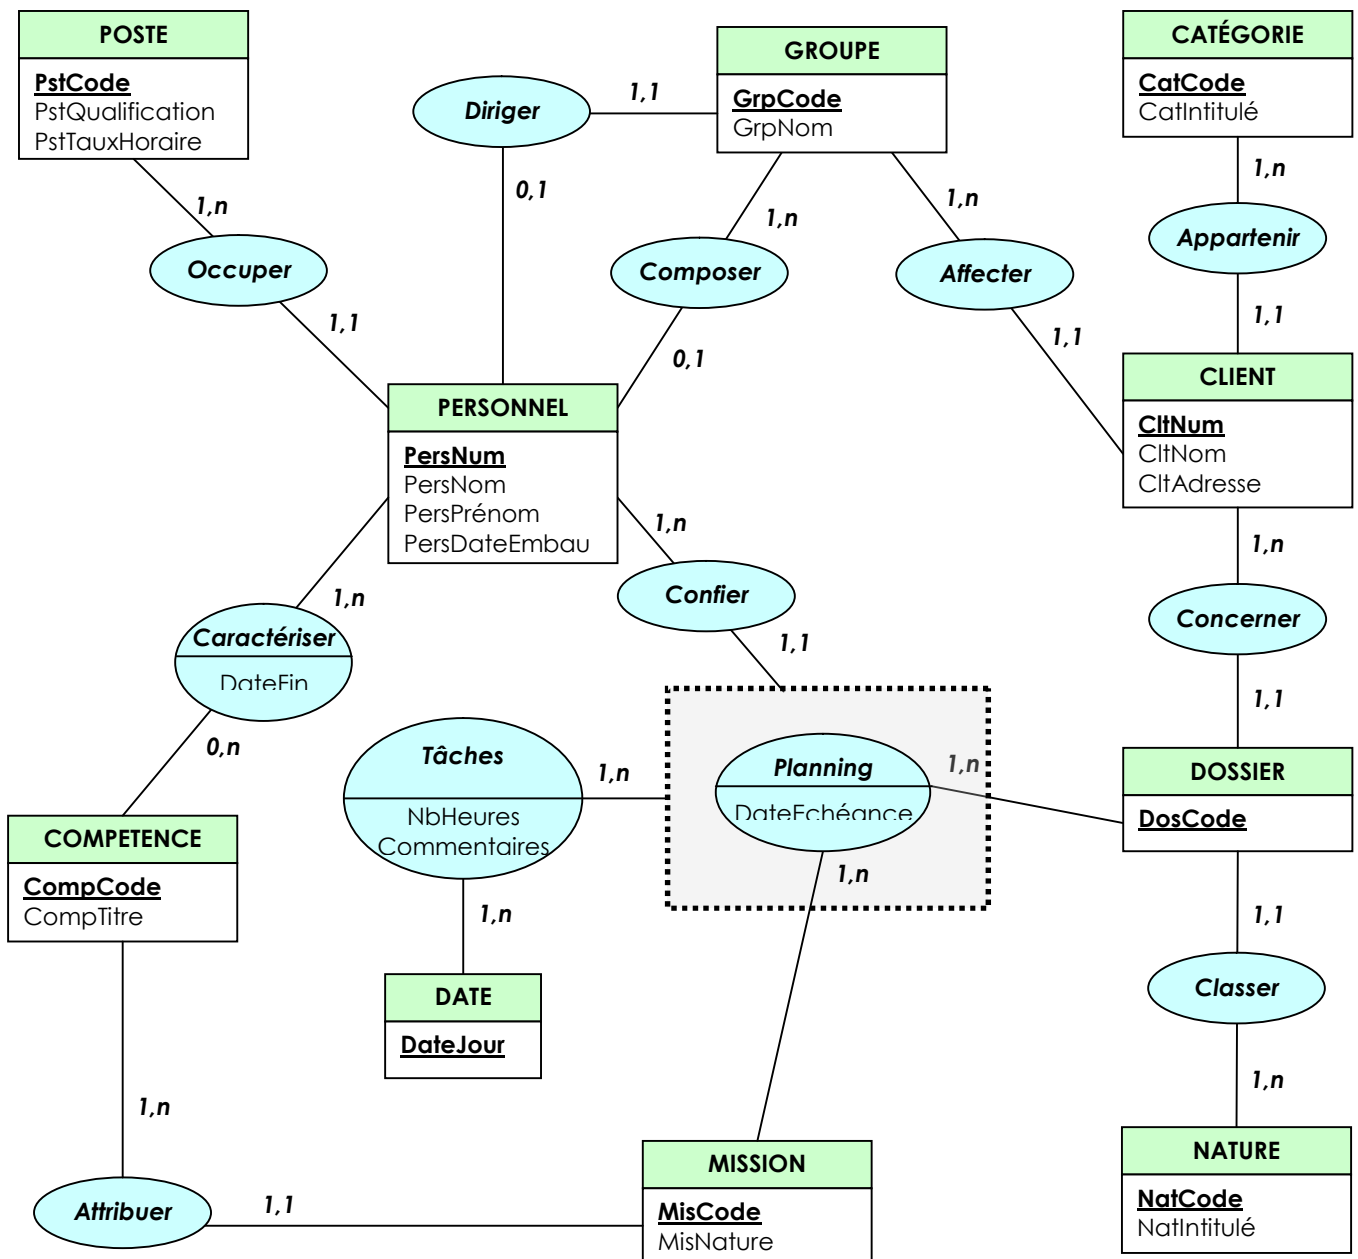 POSTE
PstCode
PstQualification
PstTauxHoraire
GROUPE
GrpCode
GrpNom
CATÉGORIE
CatCode
CatIntitulé
Diriger
1,1
0,1
1,n
Occuper
1,1
1,n
Composer
0,1
1,n
Affecter
1,1
1,n
Appartenir
1,1
PERSONNEL
PersNum
PersNom
PersPrénom
PersDateEmbau
CLIENT
CltNum
CltNom
CltAdresse
1,n
Caractériser
DateFin
0,n
1,n
Confier
1,1
1,n
Concerner
1,1
Tâches
NbHeures
Commentaires
1,n
1,n
Planning
DateEchéance
1,n
1,n
DOSSIER
DosCode
COMPETENCE
CompCode
CompTitre
DATE
DateJour
1,1
Classer
1,n
1,n
Attribuer
1,1
MISSION
MisCode
MisNature
NATURE
NatCode
NatIntitulé